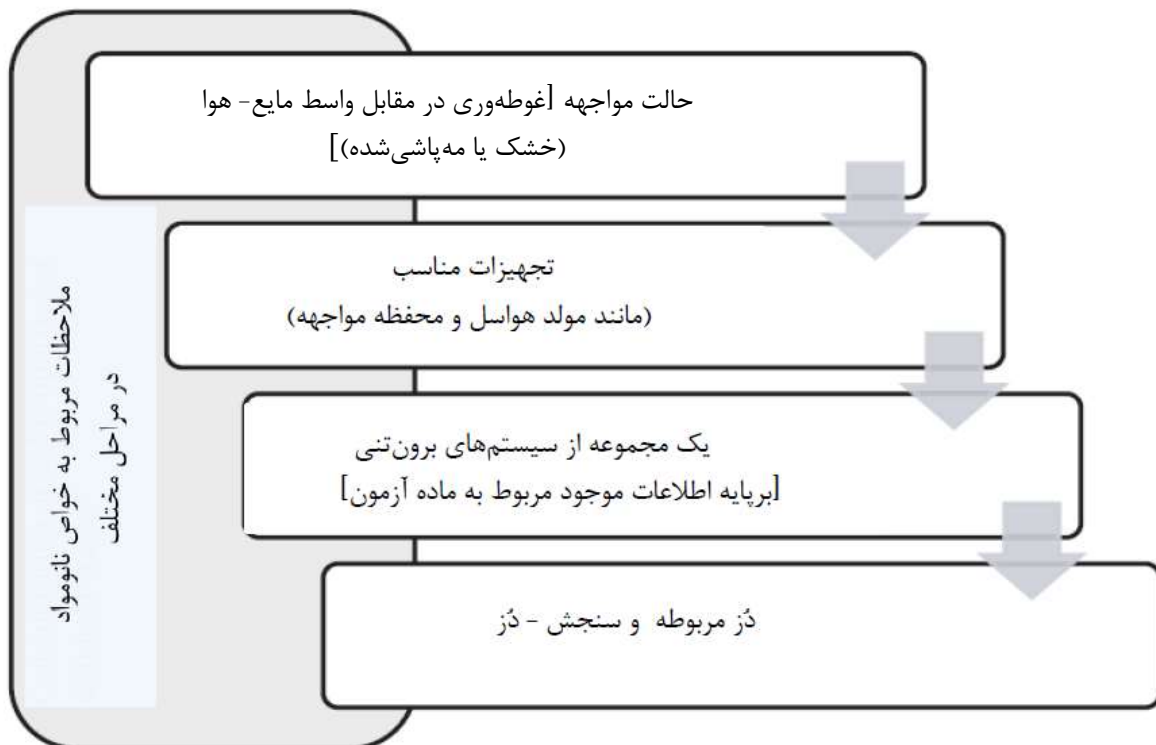 حالت مواجهه [غوطه‌وری در مقابل واسط مایع- هوا
(خشک یا مه‌پاشی‌شده)]
تجهیزات مناسب
(مانند مولد هواسل و محفظه مواجهه)
یک مجموعه از سیستم‌های برون‌تنی
[برپایه اطلاعات موجود مربوط به ماده آزمون]
دُز مربوطه و سنجش - دُز
ملاحظات مربوط به خواص نانومواد
در مراحل مختلف